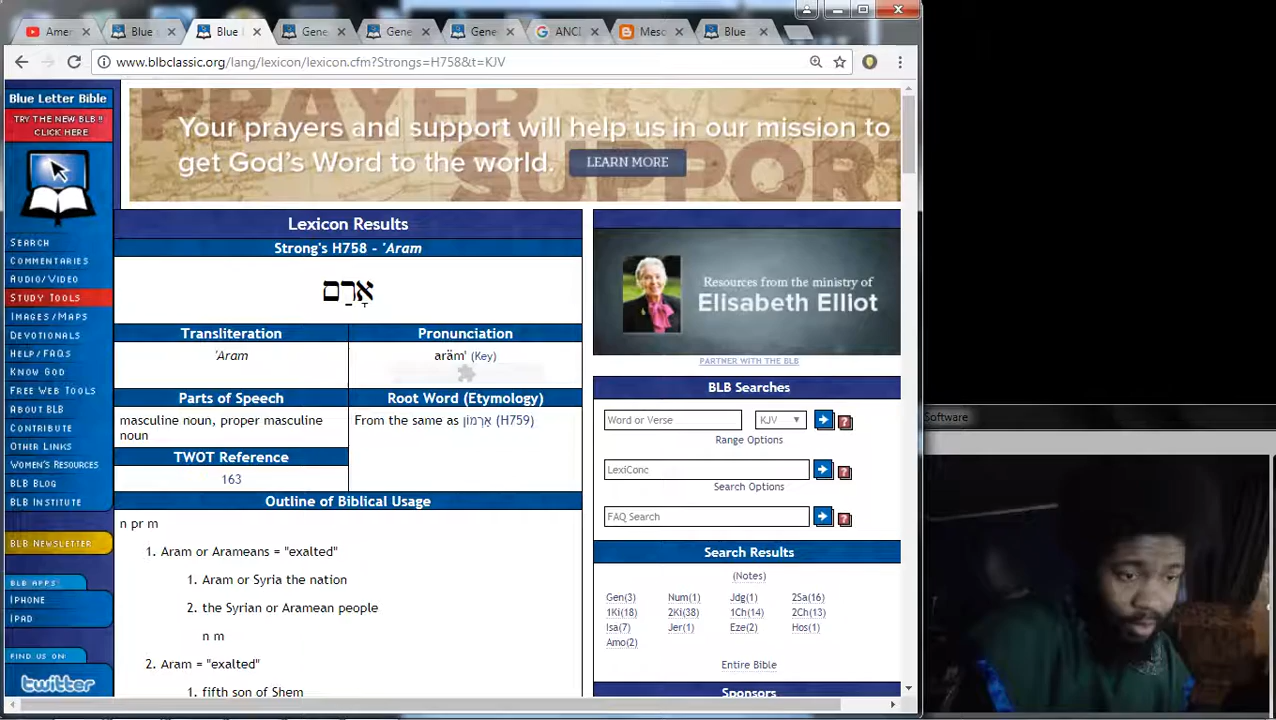 Amer
Blue
Blue
Gene
Gene
Gene
ANCI
Meso
Blue
www.blbclassic.org/lang/lexicon/lexicon.cfm?Strongs=H758&t=KJV
Blue Letter Bible
TRY THE NEW BLB !!
CLICK HERE
SEARCH
COMMENTARIES
AUDIO/VIDEO
STUDY TOOLS
IMAGES/MAPS
DEVOTIONALS
HELP/FAQS
KNOW GOD
FREE WEB TOOLS
ABOUT BLB
CONTRIBUTE
OTHER LINKS
WOMEN'S RESOURCES
BLB BLOG
BLB INSTITUTE
BLB NEWSLETTER
BLB APPS
IPHONE
IPAD
FIND US ON:
twitter
PRAYER
SUPPORT
Your prayers and support will help us in our mission to
get God's Word to the world.
LEARN MORE
Lexicon Results
Strong's H758 - 'Aram
אֲרָם
Transliteration
Pronunciation
'Aram
aräm' (Key)
Parts of Speech
Root Word (Etymology)
masculine noun, proper masculine
noun
From the same as אַרְמוֹן (H759)
TWOT Reference
163
Outline of Biblical Usage
n pr m
1. Aram or Arameans = "exalted"
1. Aram or Syria the nation
2. the Syrian or Aramean people
n m
2. Aram = "exalted"
1. fifth son of Shem
Resources from the ministry of
Elisabeth Elliot
PARTNER WITH THE BLB
BLB Searches
Word or Verse
KJV
Range Options
LexiConc
Search Options
FAQ Search
Search Results
(Notes)
Gen(3) Num(1) Jdg(1) 2Sa(16)
1Ki(18) 2Ki(38) 1Ch(14) 2Ch(13)
Isa(7) Jer(1) Eze(2) Hos(1)
Amo(2)
Entire Bible
Sponsors
Software